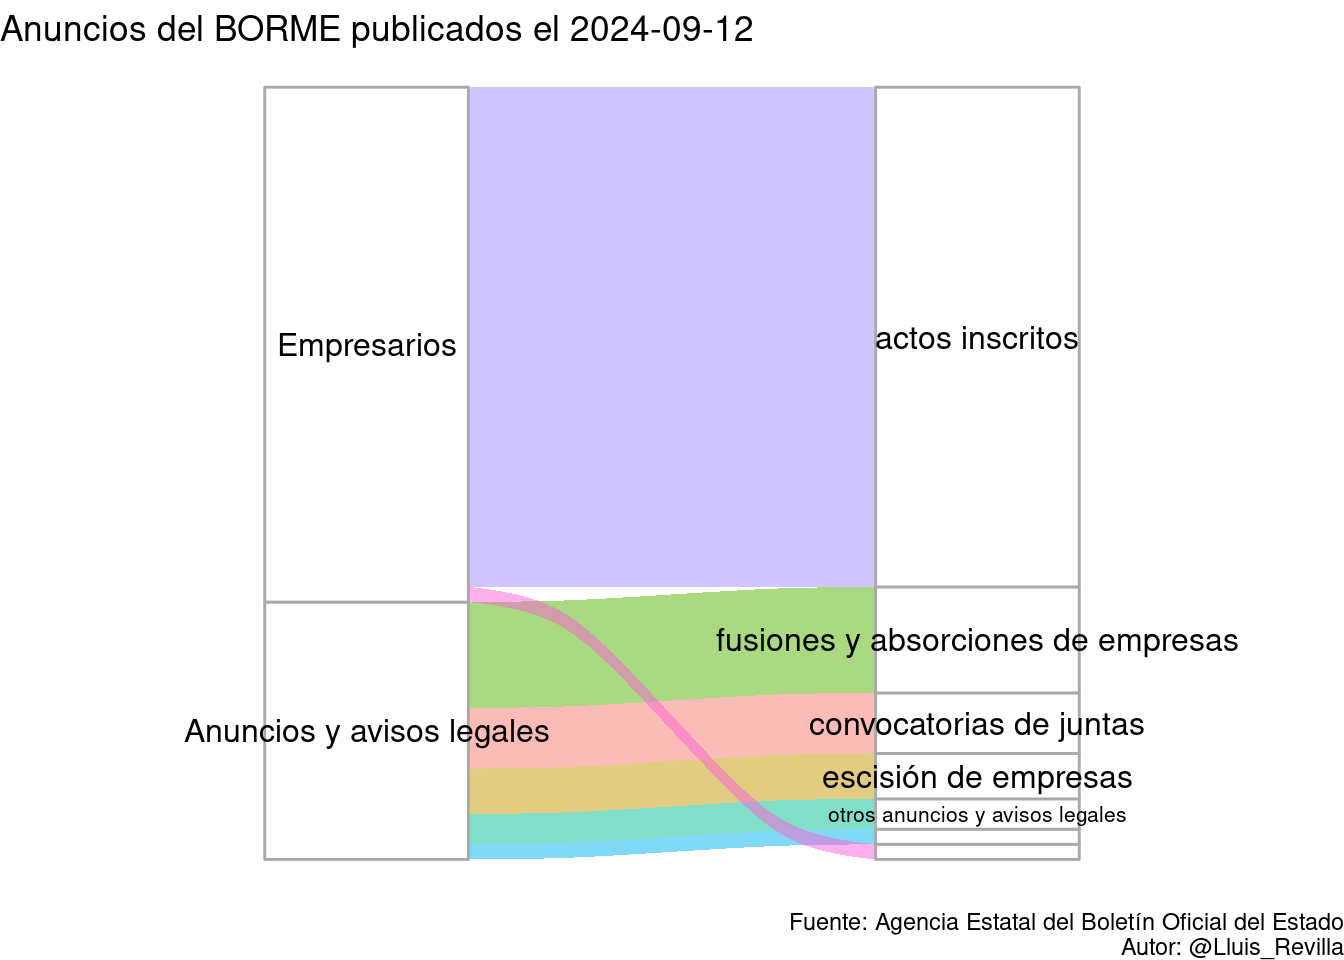 Anuncios del BORME publicados el 2024-09-12
Empresarios
actos inscritos
fusiones y absorciones de empresas
Anuncios y avisos legales
convocatorias de juntas
escisión de empresas
otros anuncios y avisos legales
Fuente: Agencia Estatal del Boletín Oficial del Estado
Autor: @Lluis_Revilla